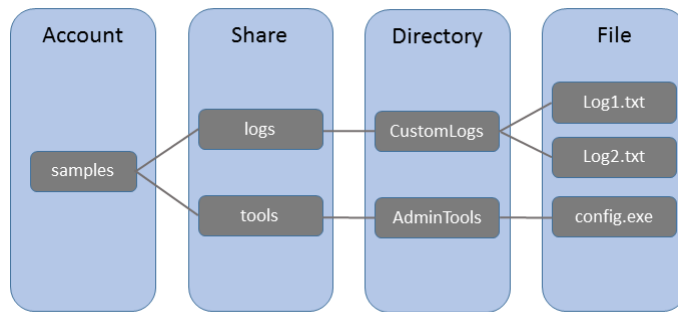 Account
Share
Directory
File
samples
logs
tools
CustomLogs
AdminTools
Log1.txt
Log2.txt
config.exe